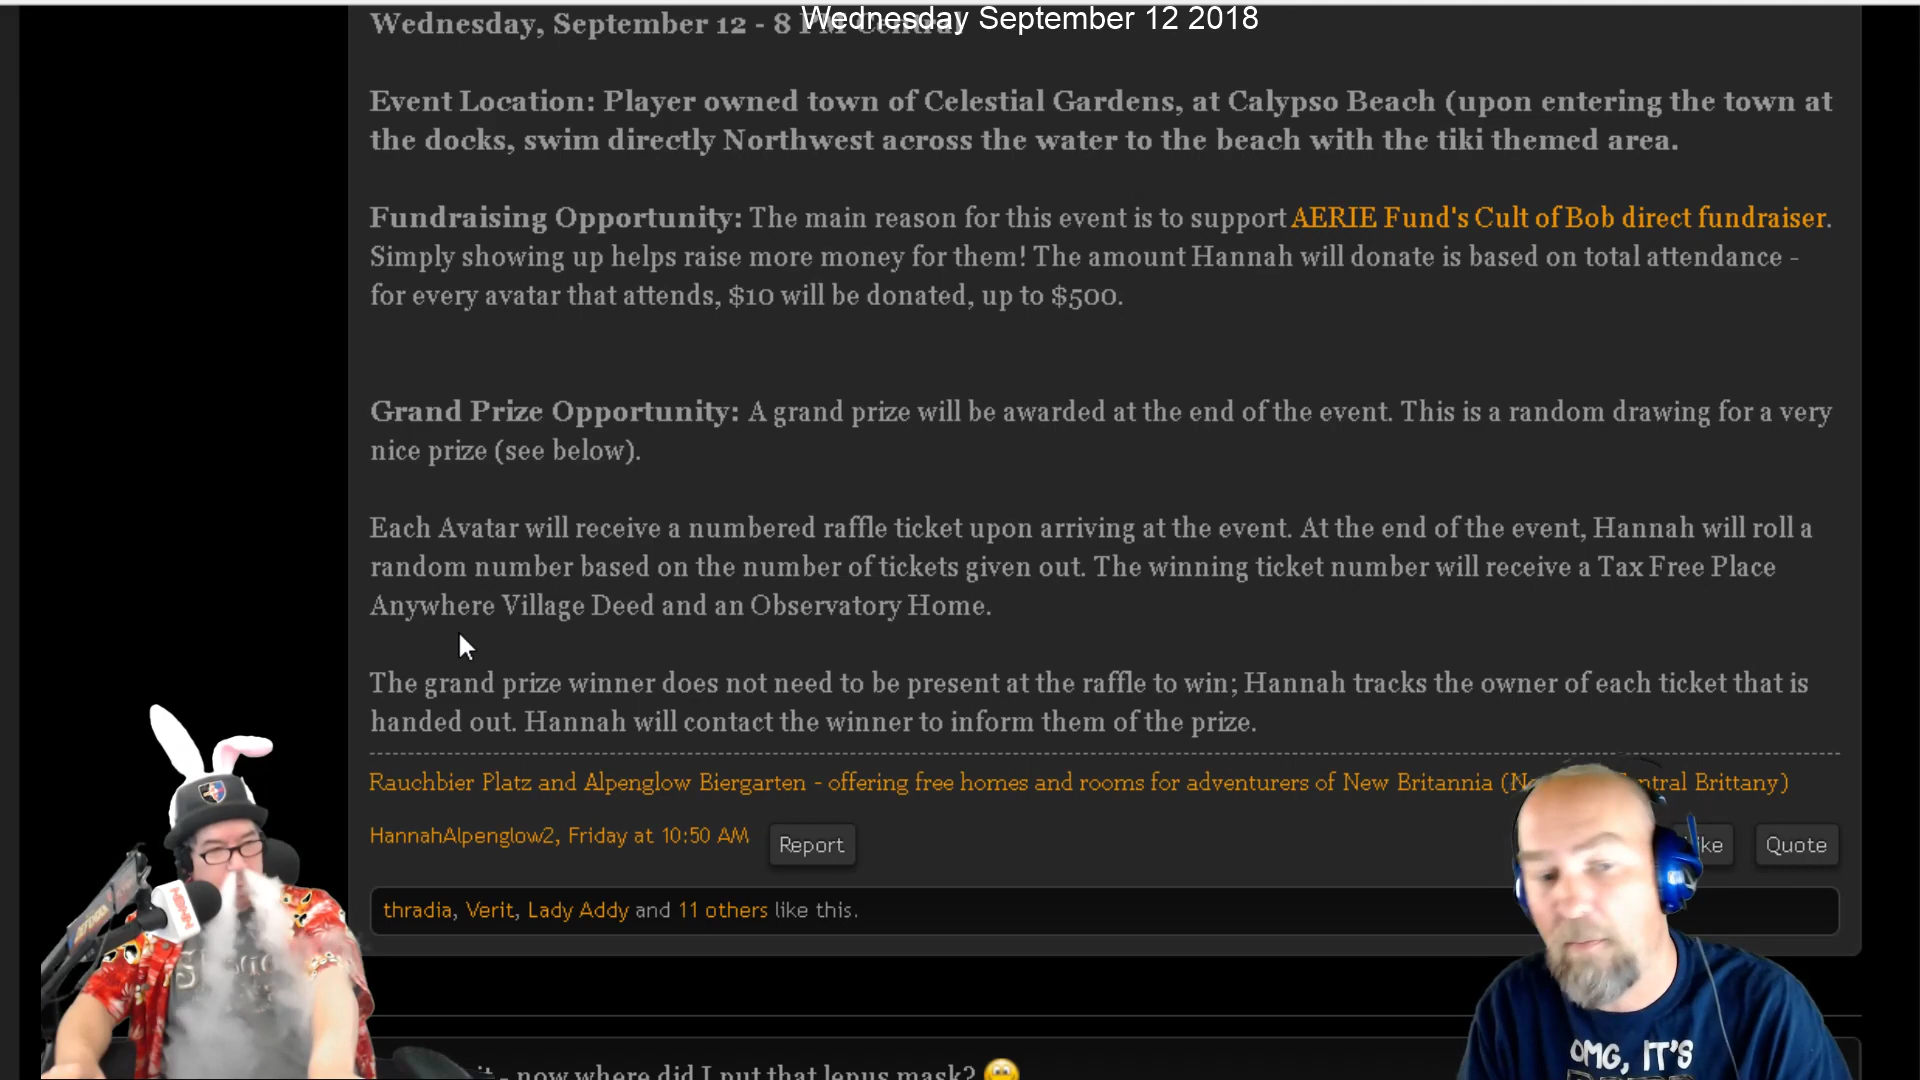 Wednesday September 12 2018
Wednesday, September 12 - 8 PM Central
Event Location: Player owned town of Celestial Gardens, at Calypso Beach (upon entering the town at
the docks, swim directly Northwest across the water to the beach with the tiki themed area.
Fundraising Opportunity: The main reason for this event is to support AERIE Fund's Cult of Bob direct fundraiser.
Simply showing up helps raise more money for them! The amount Hannah will donate is based on total attendance -
for every avatar that attends, $10 will be donated, up to $500.
Grand Prize Opportunity: A grand prize will be awarded at the end of the event. This is a random drawing for a very
nice prize (see below).
Each Avatar will receive a numbered raffle ticket upon arriving at the event. At the end of the event, Hannah will roll a
random number based on the number of tickets given out. The winning ticket number will receive a Tax Free Place
Anywhere Village Deed and an Observatory Home.
The grand prize winner does not need to be present at the raffle to win; Hannah tracks the owner of each ticket that is
handed out. Hannah will contact the winner to inform them of the prize.
Rauchbier Platz and Alpenglow Biergarten - offering free homes and rooms for adventurers of New Britannia (N ntral Brittany)
HannahAlpenglow2, Friday at 10:50 AM
Report
ike
Quote
thradia, Verit, Lady Addy and 11 others like this.
- now where did I put that lepus mask?
OMG, IT'S